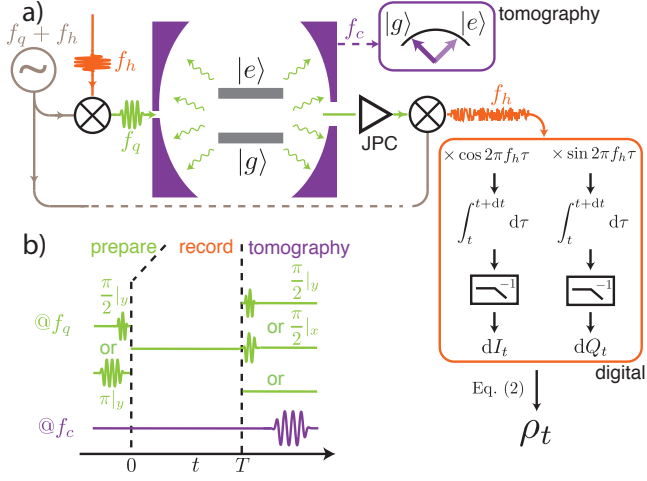 a)
f_q + f_h
f_h
f_q
|e⟩
|g⟩
f_c
tomography
|g⟩ |e⟩
JPC
f_h
× cos 2πf_hτ × sin 2πf_hτ
∫_t^{t+dt} dτ ∫_t^{t+dt} dτ
−1 −1
dI_t dQ_t
digital
Eq. (2)
ρ_t
b)
prepare record tomography
π/2|_y π/2|_y
@f_q or π/2|_x
or
π|_y or
@f_c
0 t T